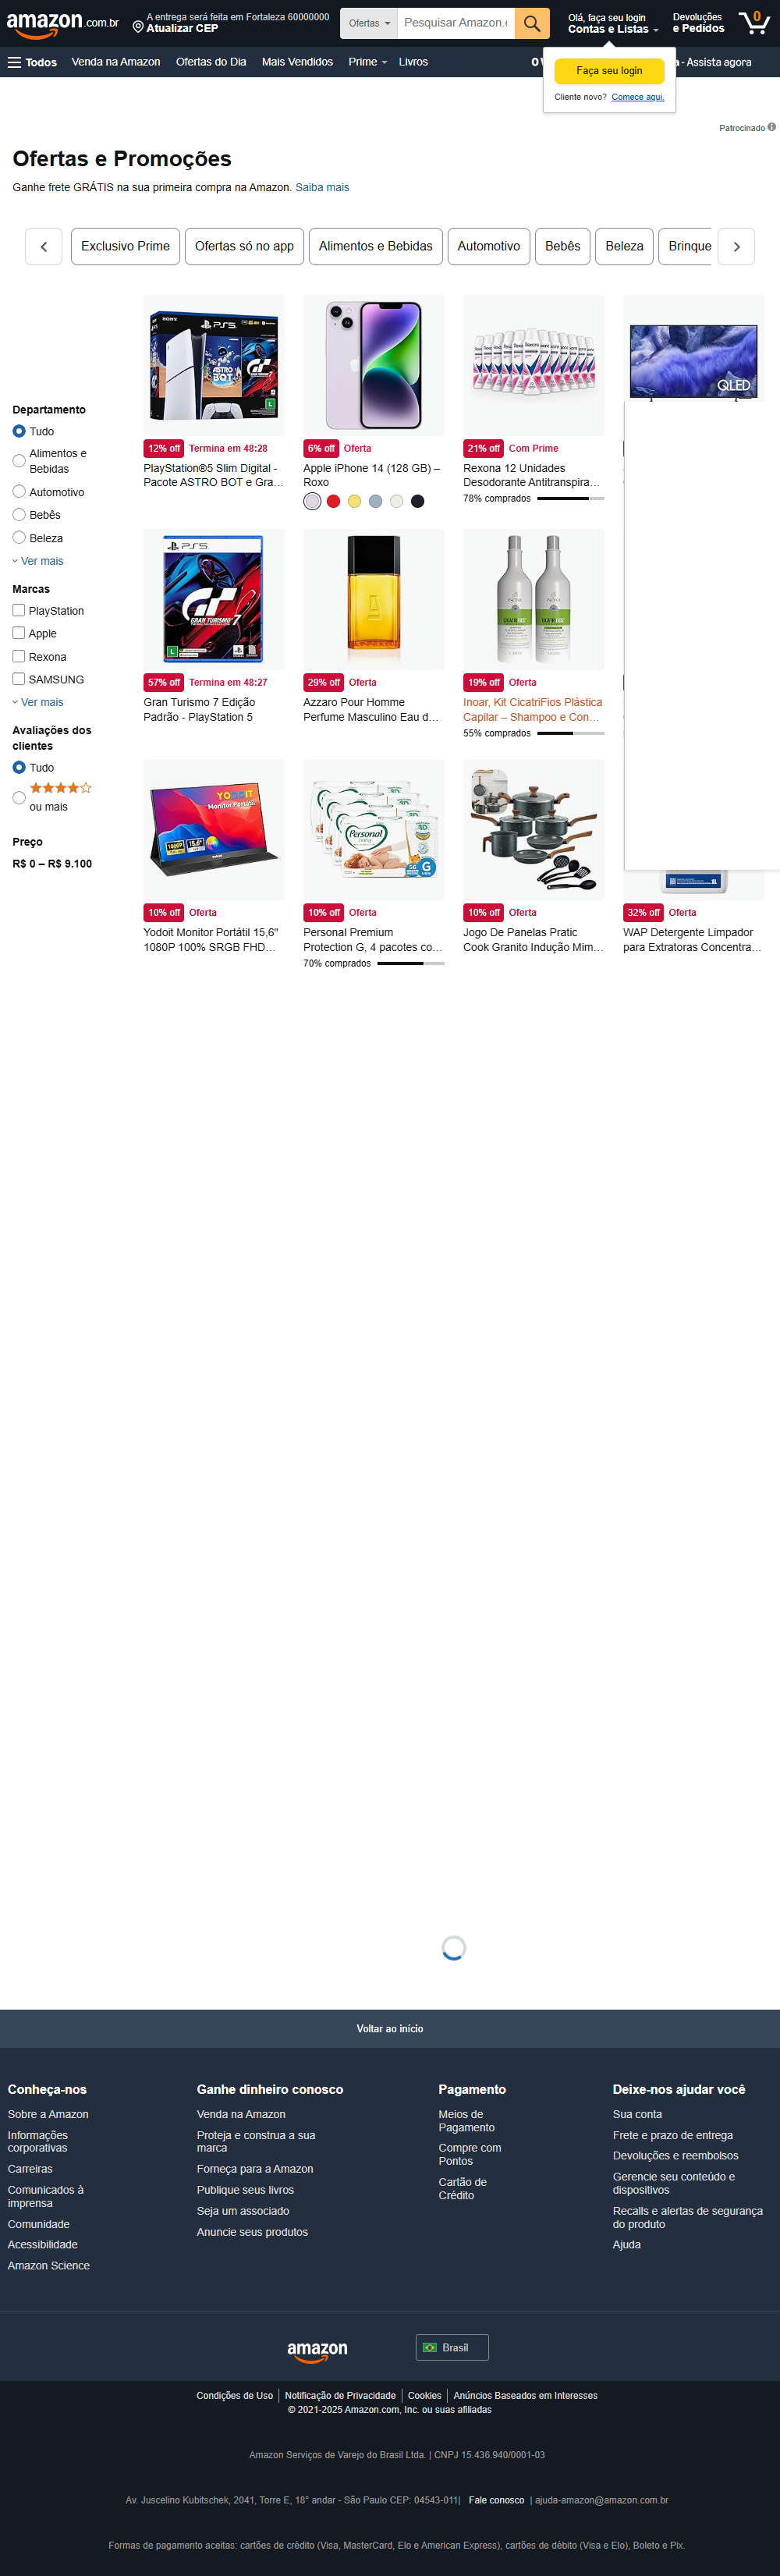 amazon.com.br
A entrega será feita em Fortaleza 60000000
Atualizar CEP
Ofertas
Pesquisar Amazon.c
Olá, faça seu login
Contas e Listas
Devoluções
e Pedidos
0
Todos
Venda na Amazon
Ofertas do Dia
Mais Vendidos
Prime
Livros
- Assista agora
Faça seu login
Cliente novo? Comece aqui.
Patrocinado
Ofertas e Promoções
Ganhe frete GRÁTIS na sua primeira compra na Amazon. Saiba mais
Exclusivo Prime
Ofertas só no app
Alimentos e Bebidas
Automotivo
Bebês
Beleza
Brinque
Departamento
Tudo
Alimentos e
Bebidas
Automotivo
Bebês
Beleza
Ver mais
Marcas
PlayStation
Apple
Rexona
SAMSUNG
Ver mais
Avaliações dos
clientes
Tudo
ou mais
Preço
R$ 0 – R$ 9.100
SONY
PS5
ASTRO BOT
GT
QLED
12% off Termina em 48:28
PlayStation®5 Slim Digital -
Pacote ASTRO BOT e Gra…
6% off Oferta
Apple iPhone 14 (128 GB) –
Roxo
21% off Com Prime
Rexona 12 Unidades
Desodorante Antitranspira…
78% comprados
PS5
GRAN TURISMO 7
57% off Termina em 48:27
Gran Turismo 7 Edição
Padrão - PlayStation 5
29% off Oferta
Azzaro Pour Homme
Perfume Masculino Eau d…
19% off Oferta
Inoar, Kit CicatriFios Plástica
Capilar – Shampoo e Con…
55% comprados
YODOIT
Monitor Portátil
1080P 15.6"
10% off Oferta
Yodoit Monitor Portátil 15,6"
1080P 100% SRGB FHD…
Personal
56 G
10% off Oferta
Personal Premium
Protection G, 4 pacotes co…
70% comprados
10% off Oferta
Jogo De Panelas Pratic
Cook Granito Indução Mim…
32% off Oferta
WAP Detergente Limpador
para Extratoras Concentra…
Voltar ao início
Conheça-nos
Sobre a Amazon
Informações
corporativas
Carreiras
Comunicados à
imprensa
Comunidade
Acessibilidade
Amazon Science
Ganhe dinheiro conosco
Venda na Amazon
Proteja e construa a sua
marca
Forneça para a Amazon
Publique seus livros
Seja um associado
Anuncie seus produtos
Pagamento
Meios de
Pagamento
Compre com
Pontos
Cartão de
Crédito
Deixe-nos ajudar você
Sua conta
Frete e prazo de entrega
Devoluções e reembolsos
Gerencie seu conteúdo e
dispositivos
Recalls e alertas de segurança
do produto
Ajuda
amazon
Brasil
Condições de Uso
Notificação de Privacidade
Cookies
Anúncios Baseados em Interesses
© 2021-2025 Amazon.com, Inc. ou suas afiliadas
Amazon Serviços de Varejo do Brasil Ltda. | CNPJ 15.436.940/0001-03
Av. Juscelino Kubitschek, 2041, Torre E, 18° andar - São Paulo CEP: 04543-011| Fale conosco | ajuda-amazon@amazon.com.br
Formas de pagamento aceitas: cartões de crédito (Visa, MasterCard, Elo e American Express), cartões de débito (Visa e Elo), Boleto e Pix.